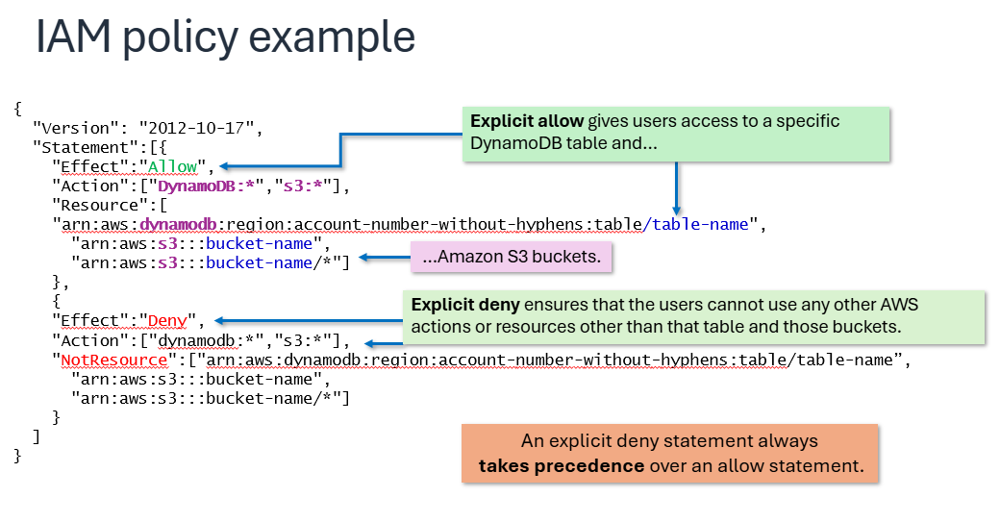 IAM policy example
{
"Version": "2012-10-17",
"Statement":[{
"Effect":"Allow",
"Action":["DynamoDB:*","s3:*"],
"Resource":[
"arn:aws:dynamodb:region:account-number-without-hyphens:table/table-name",
"arn:aws:s3:::bucket-name",
"arn:aws:s3:::bucket-name/*"]
},
{
"Effect":"Deny",
"Action":["dynamodb:*","s3:*"],
"NotResource":["arn:aws:dynamodb:region:account-number-without-hyphens:table/table-name”,
"arn:aws:s3:::bucket-name",
"arn:aws:s3:::bucket-name/*"]
}
]
}
Explicit allow gives users access to a specific
DynamoDB table and...
...Amazon S3 buckets.
Explicit deny ensures that the users cannot use any other AWS
actions or resources other than that table and those buckets.
An explicit deny statement always
takes precedence over an allow statement.